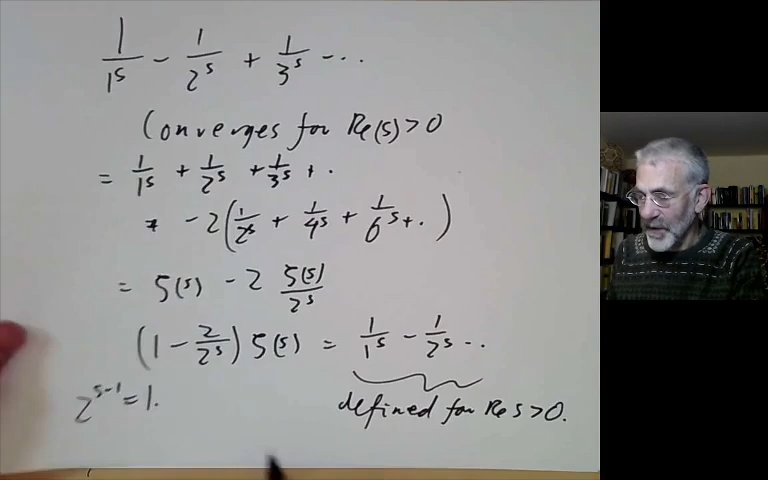 1/1^s − 1/2^s + 1/3^s − ...
Converges for Re(s)>0
= 1/1^s + 1/2^s + 1/3^s + .
− 2(1/2^s + 1/4^s + 1/6^s + . )
= ζ(s) − 2 ζ(s)/2^s
(1 − 2/2^s) ζ(s) = 1/1^s − 1/2^s ...
2^{s−1} = 1.
defined for Re s>0.